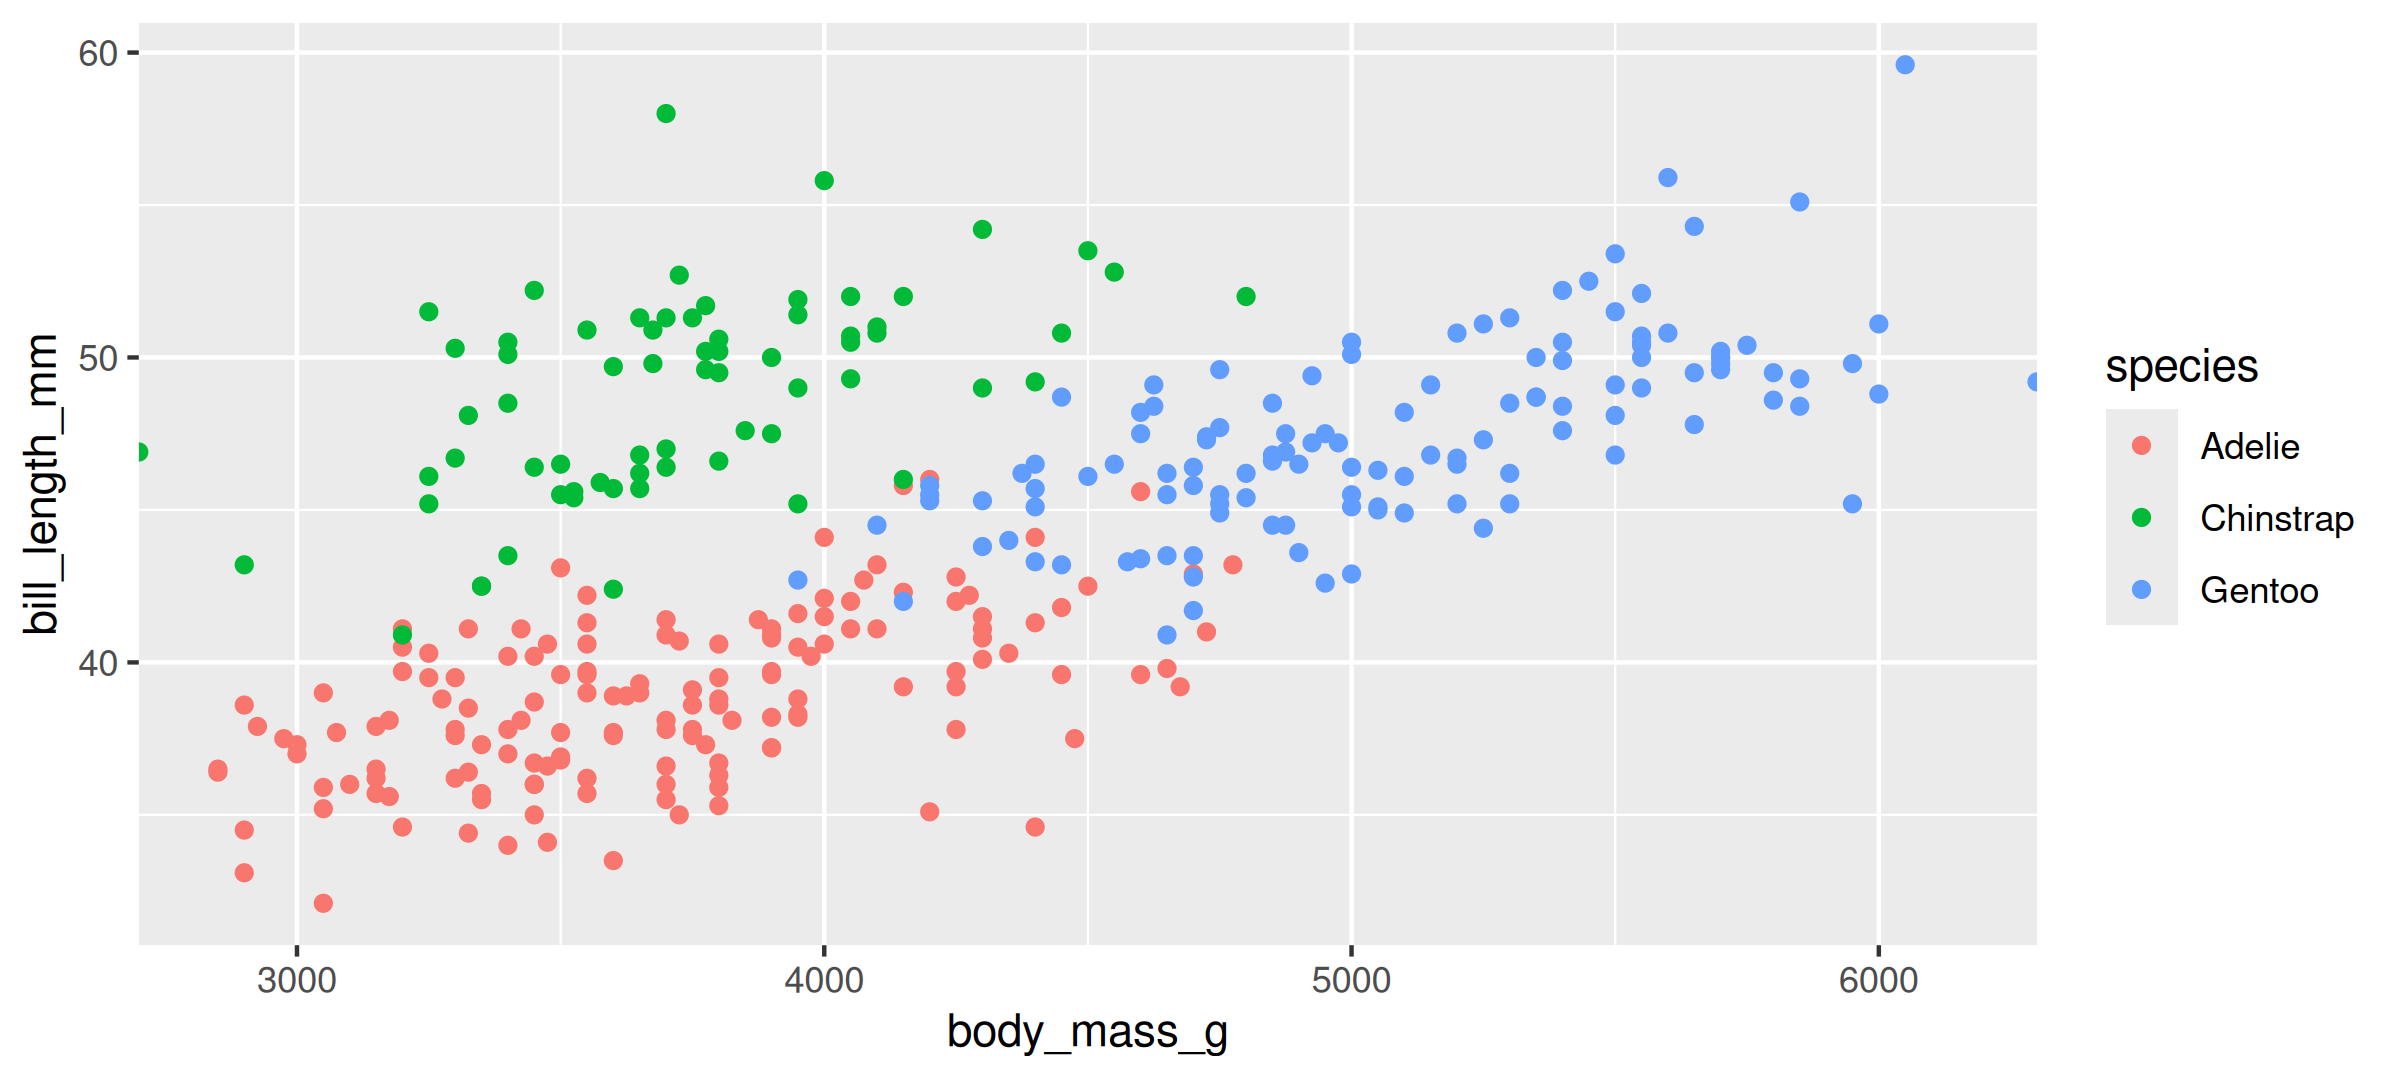 60
50
40
bill_length_mm
3000 4000 5000 6000
body_mass_g
species
Adelie
Chinstrap
Gentoo